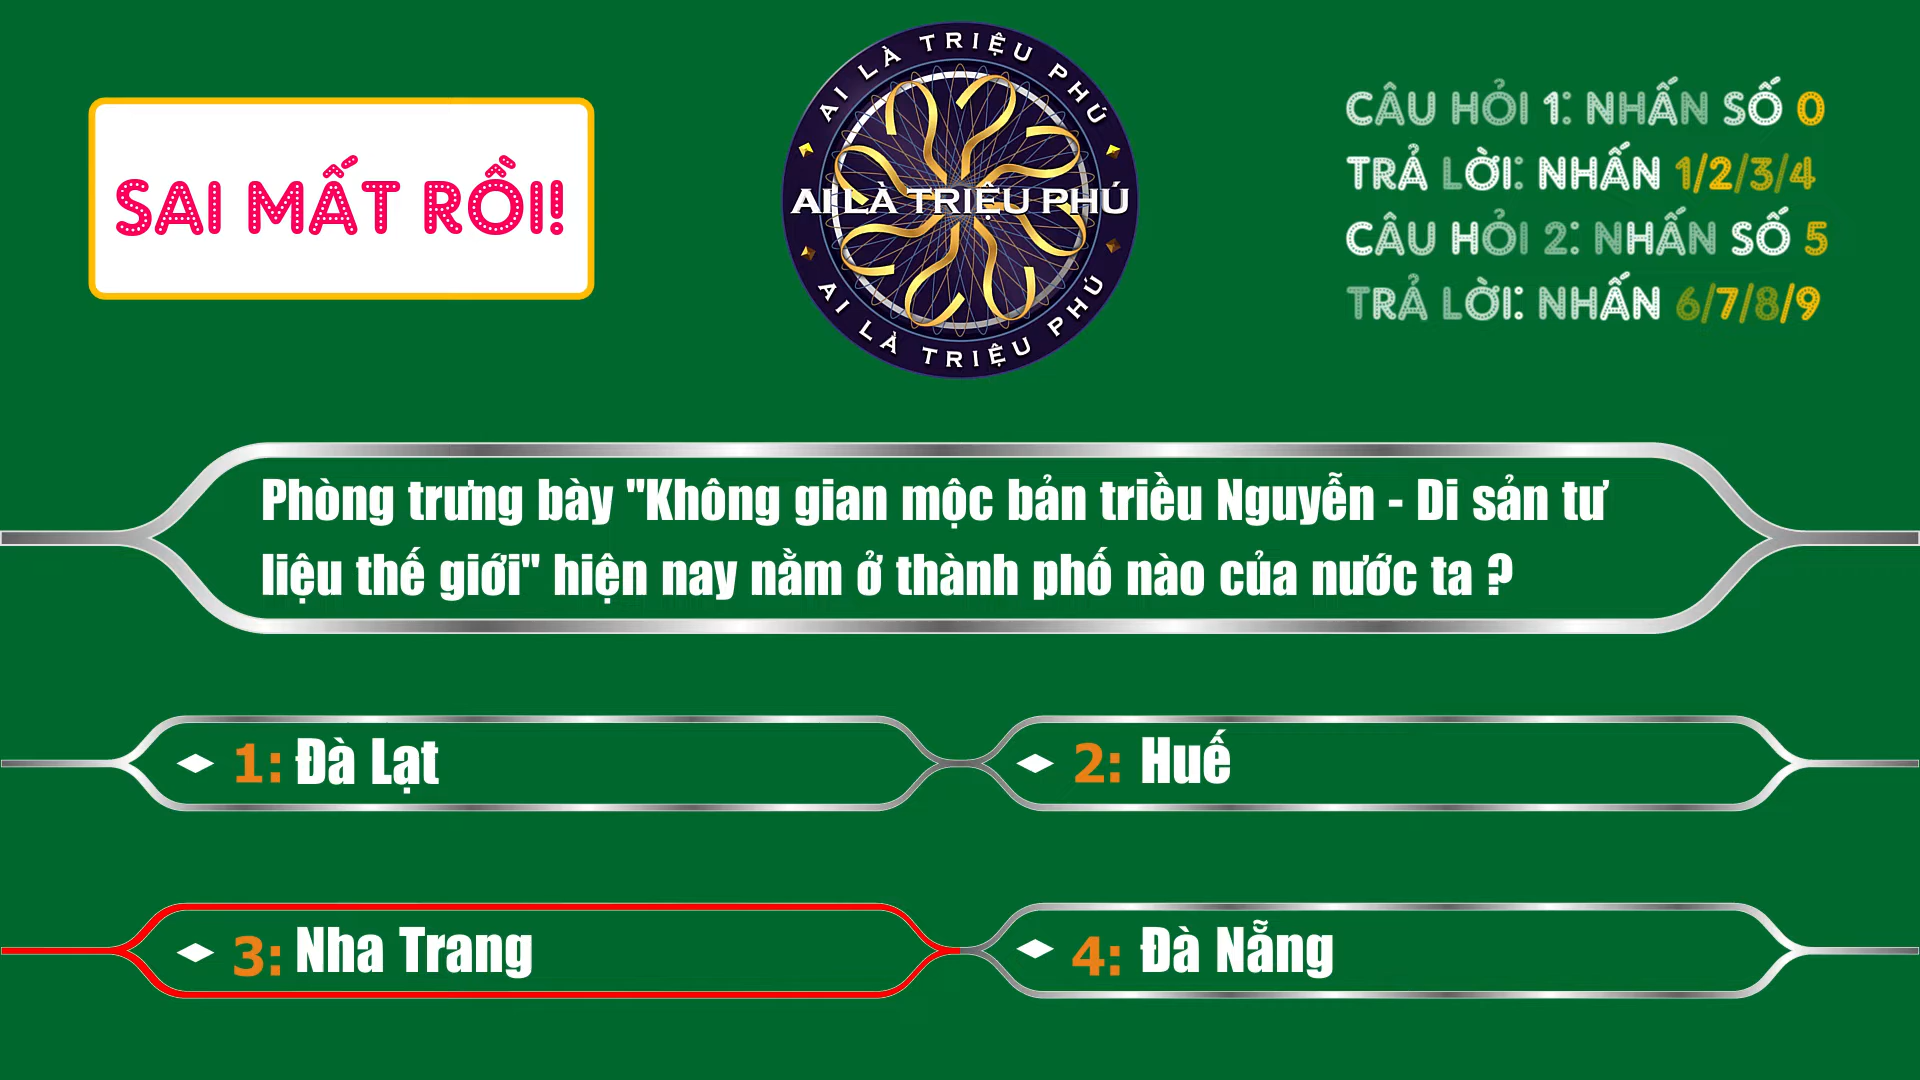 SAI MẤT RỒI!
AI LÀ TRIỆU PHÚ
AI LÀ TRIỆU PHÚ
AI LÀ TRIỆU PHÚ
CÂU HỎI 1: NHẤN SỐ 0
TRẢ LỜI: NHẤN 1/2/3/4
CÂU HỎI 2: NHẤN SỐ 5
TRẢ LỜI: NHẤN 6/7/8/9
Phòng trưng bày "Không gian mộc bản triều Nguyễn - Di sản tư
liệu thế giới" hiện nay nằm ở thành phố nào của nước ta ?
1: Đà Lạt
2: Huế
3: Nha Trang
4: Đà Nẵng